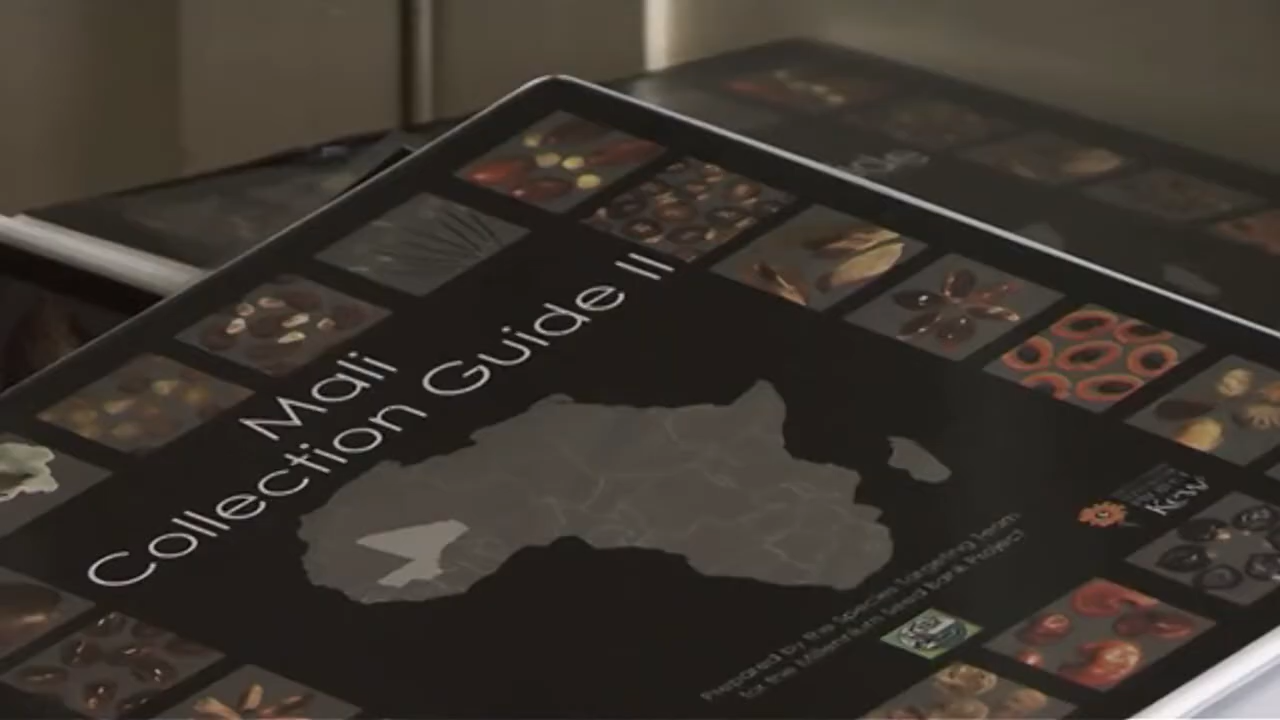 Mali
Collection Guide II
Prepared by the Species Targeting Team
for the Millennium Seed Bank Project
Kew